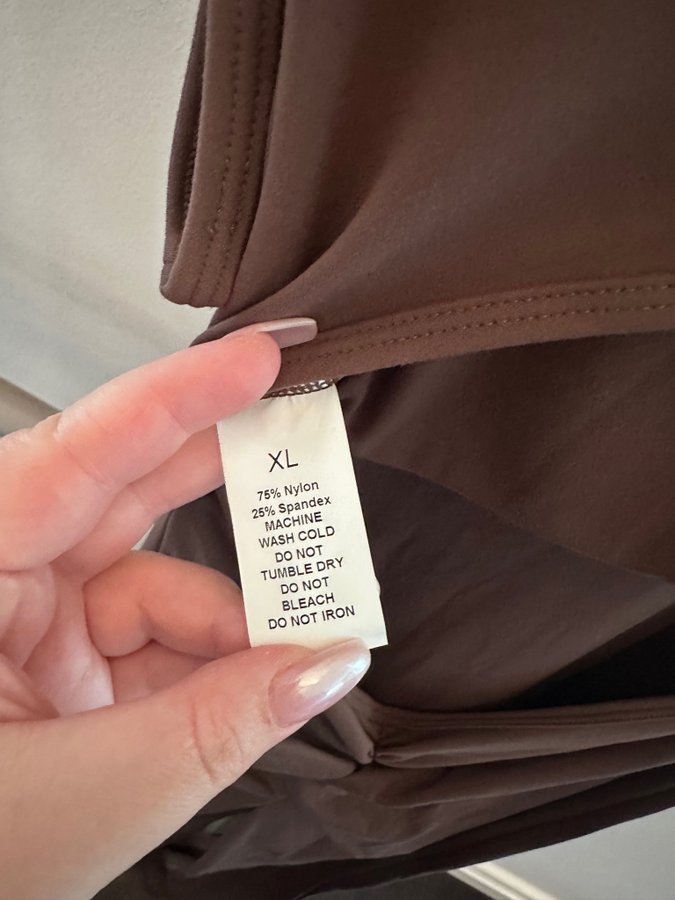 XL
75% Nylon
25% Spandex
MACHINE
WASH COLD
DO NOT
TUMBLE DRY
DO NOT
BLEACH
DO NOT IRON